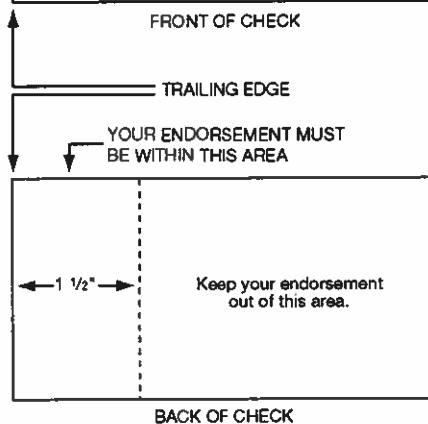 FRONT OF CHECK
TRAILING EDGE
YOUR ENDORSEMENT MUST
BE WITHIN THIS AREA
1 1/2"
Keep your endorsement
out of this area.
BACK OF CHECK